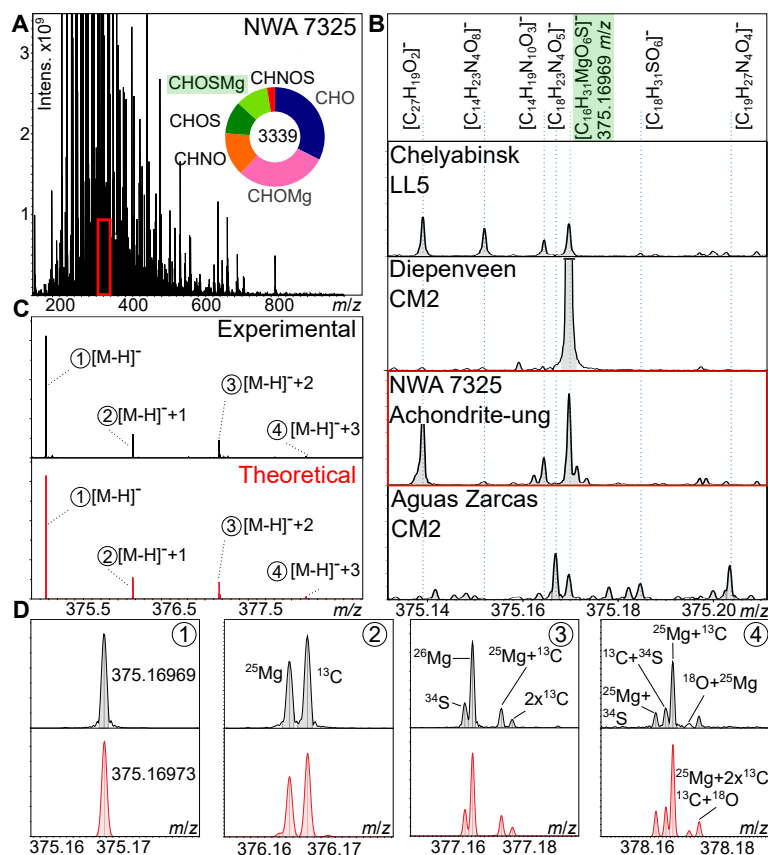 A
NWA 7325
Intens. x10⁹
3
2
1
CHOSMg
CHNOS
CHO
CHOS
3339
CHNO
CHOMg
200
400
600
800
m/z
B
[C₂₇H₁₉O₂]⁻
[C₁₄H₂₃N₄O₈]⁻
[C₁₄H₁₉N₁₀O₃]⁻
[C₁₈H₂₃N₄O₅]⁻
[C₁₆H₃₁MgO₆S]⁻
375.16969 m/z
[C₁₈H₃₁SO₆]⁻
[C₁₉H₂₇N₄O₄]⁻
Chelyabinsk
LL5
Diepenveen
CM2
NWA 7325
Achondrite-ung
Aguas Zarcas
CM2
375.14
375.16
375.18
375.20
m/z
C
Experimental
①[M-H]⁻
②[M-H]⁻+1
③[M-H]⁻+2
④[M-H]⁻+3
Theoretical
①[M-H]⁻
②[M-H]⁻+1
③[M-H]⁻+2
④[M-H]⁻+3
375.5
376.5
377.5
m/z
D
①
375.16969
375.16973
375.16
375.17
m/z
②
²⁵Mg
¹³C
376.16
376.17
m/z
③
²⁶Mg
²⁵Mg+¹³C
³⁴S
2x¹³C
377.16
377.18
m/z
④
²⁵Mg+¹³C
¹³C+³⁴S
¹⁸O+²⁵Mg
²⁵Mg+
³⁴S
²⁵Mg+2x¹³C
¹³C+¹⁸O
378.16
378.18
m/z